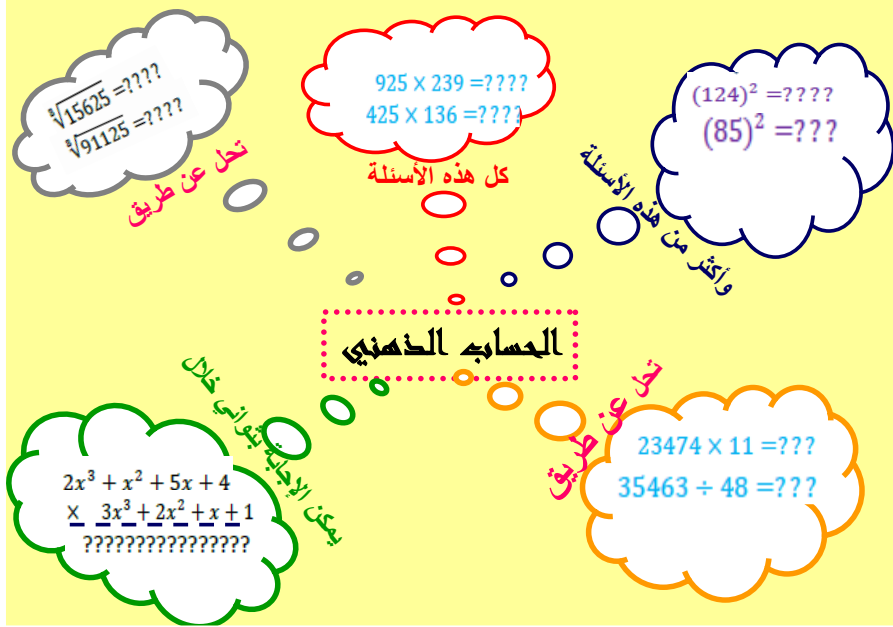 √15625 =????
√91125 =????
تحل عن طريق
925 × 239 =????
425 × 136 =????
كل هذه الأسئلة
(124)² =????
(85)² =???
وأكثر من هذه الأسئلة
الحساب الذهني
يمكن الإجابة بثواني خلال
2x³ + x² + 5x + 4
× 3x³ + 2x² + x + 1
????????????????
تحل عن طريق
23474 × 11 =???
35463 ÷ 48 =???